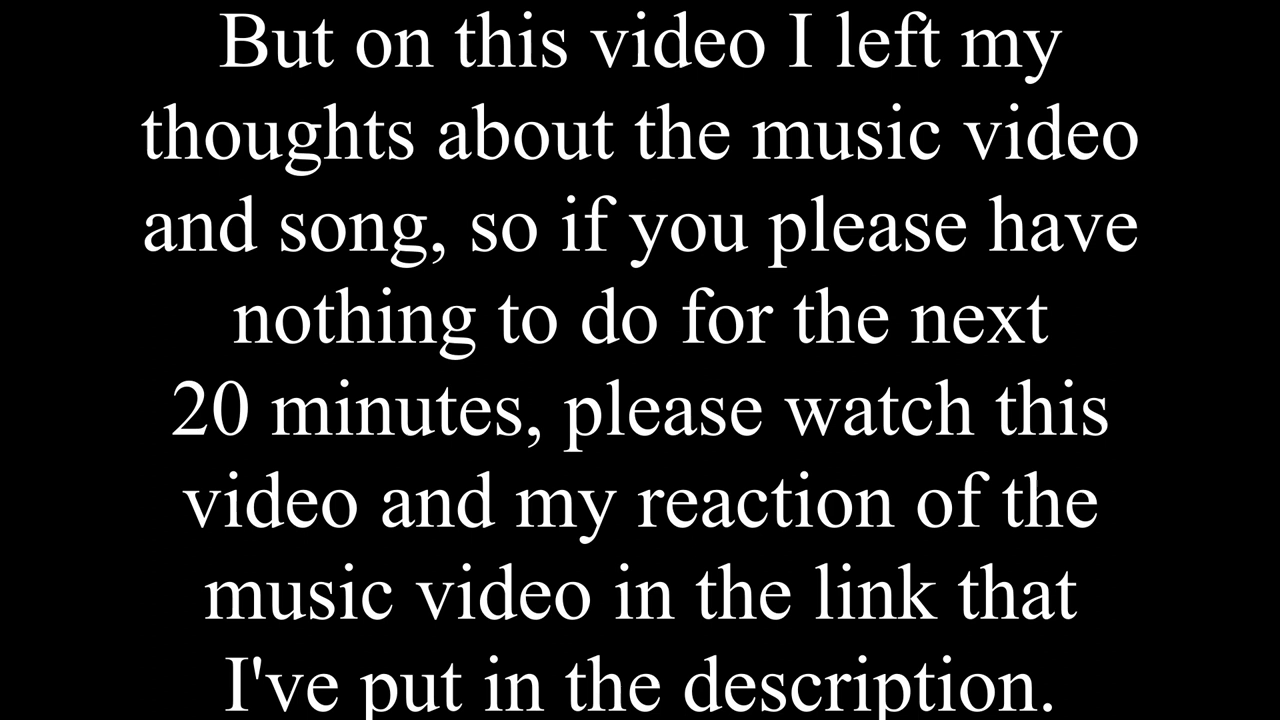 But on this video I left my
thoughts about the music video
and song, so if you please have
nothing to do for the next
20 minutes, please watch this
video and my reaction of the
music video in the link that
I've put in the description.